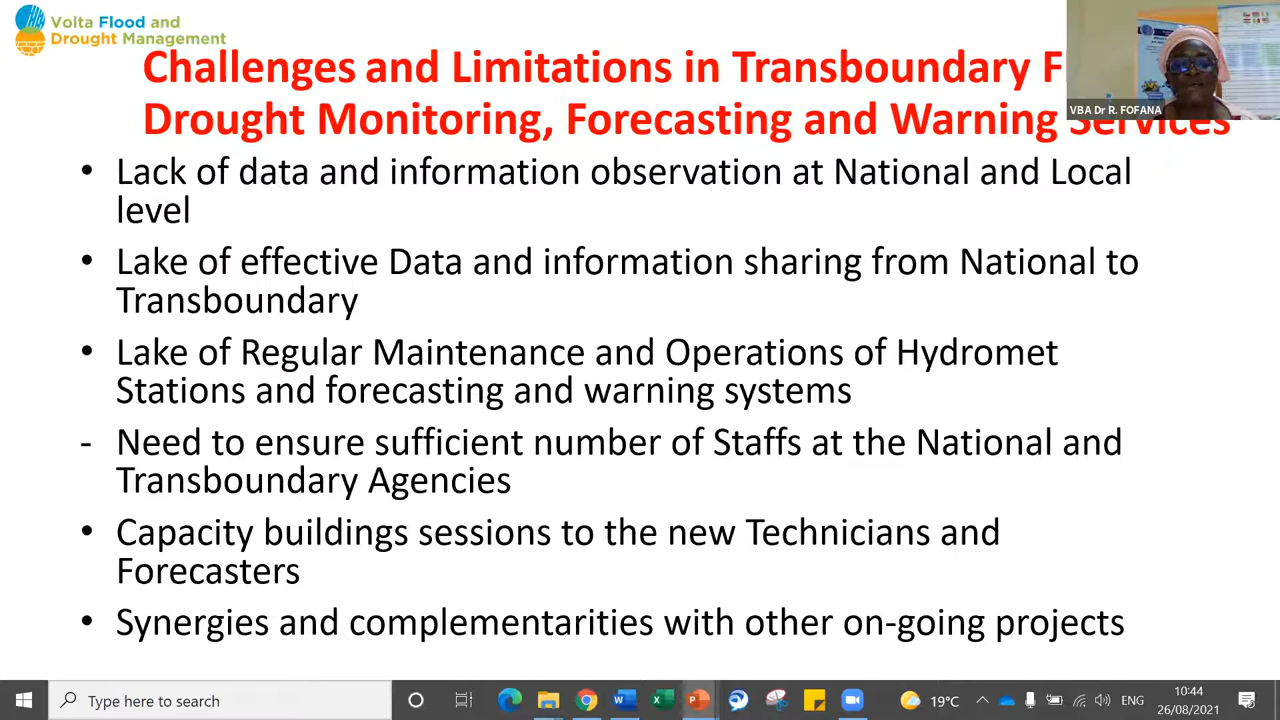 Volta Flood and
Drought Management
Challenges and Limitations in Transboundary
Drought Monitoring, Forecasting and Warning Services
VBA Dr R. FOFANA
• Lack of data and information observation at National and Local
level
• Lake of effective Data and information sharing from National to
Transboundary
• Lake of Regular Maintenance and Operations of Hydromet
Stations and forecasting and warning systems
- Need to ensure sufficient number of Staffs at the National and
Transboundary Agencies
• Capacity buildings sessions to the new Technicians and
Forecasters
• Synergies and complementarities with other on-going projects
Type here to search
19°C
ENG
10:44
26/08/2021